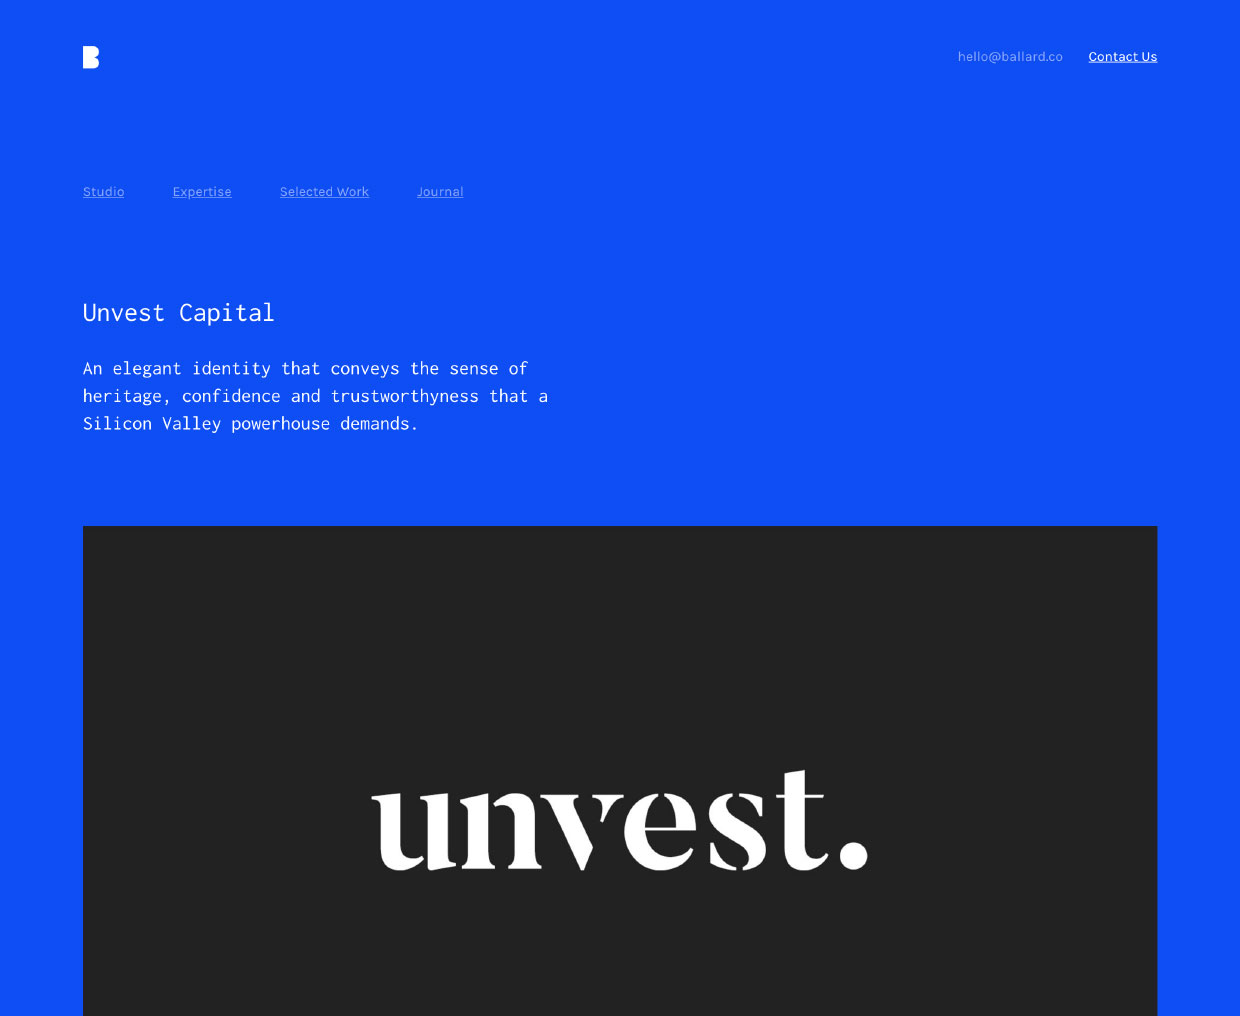 B
hello@ballard.co Contact Us
Studio Expertise Selected Work Journal
Unvest Capital
An elegant identity that conveys the sense of
heritage, confidence and trustworthyness that a
Silicon Valley powerhouse demands.
unvest.